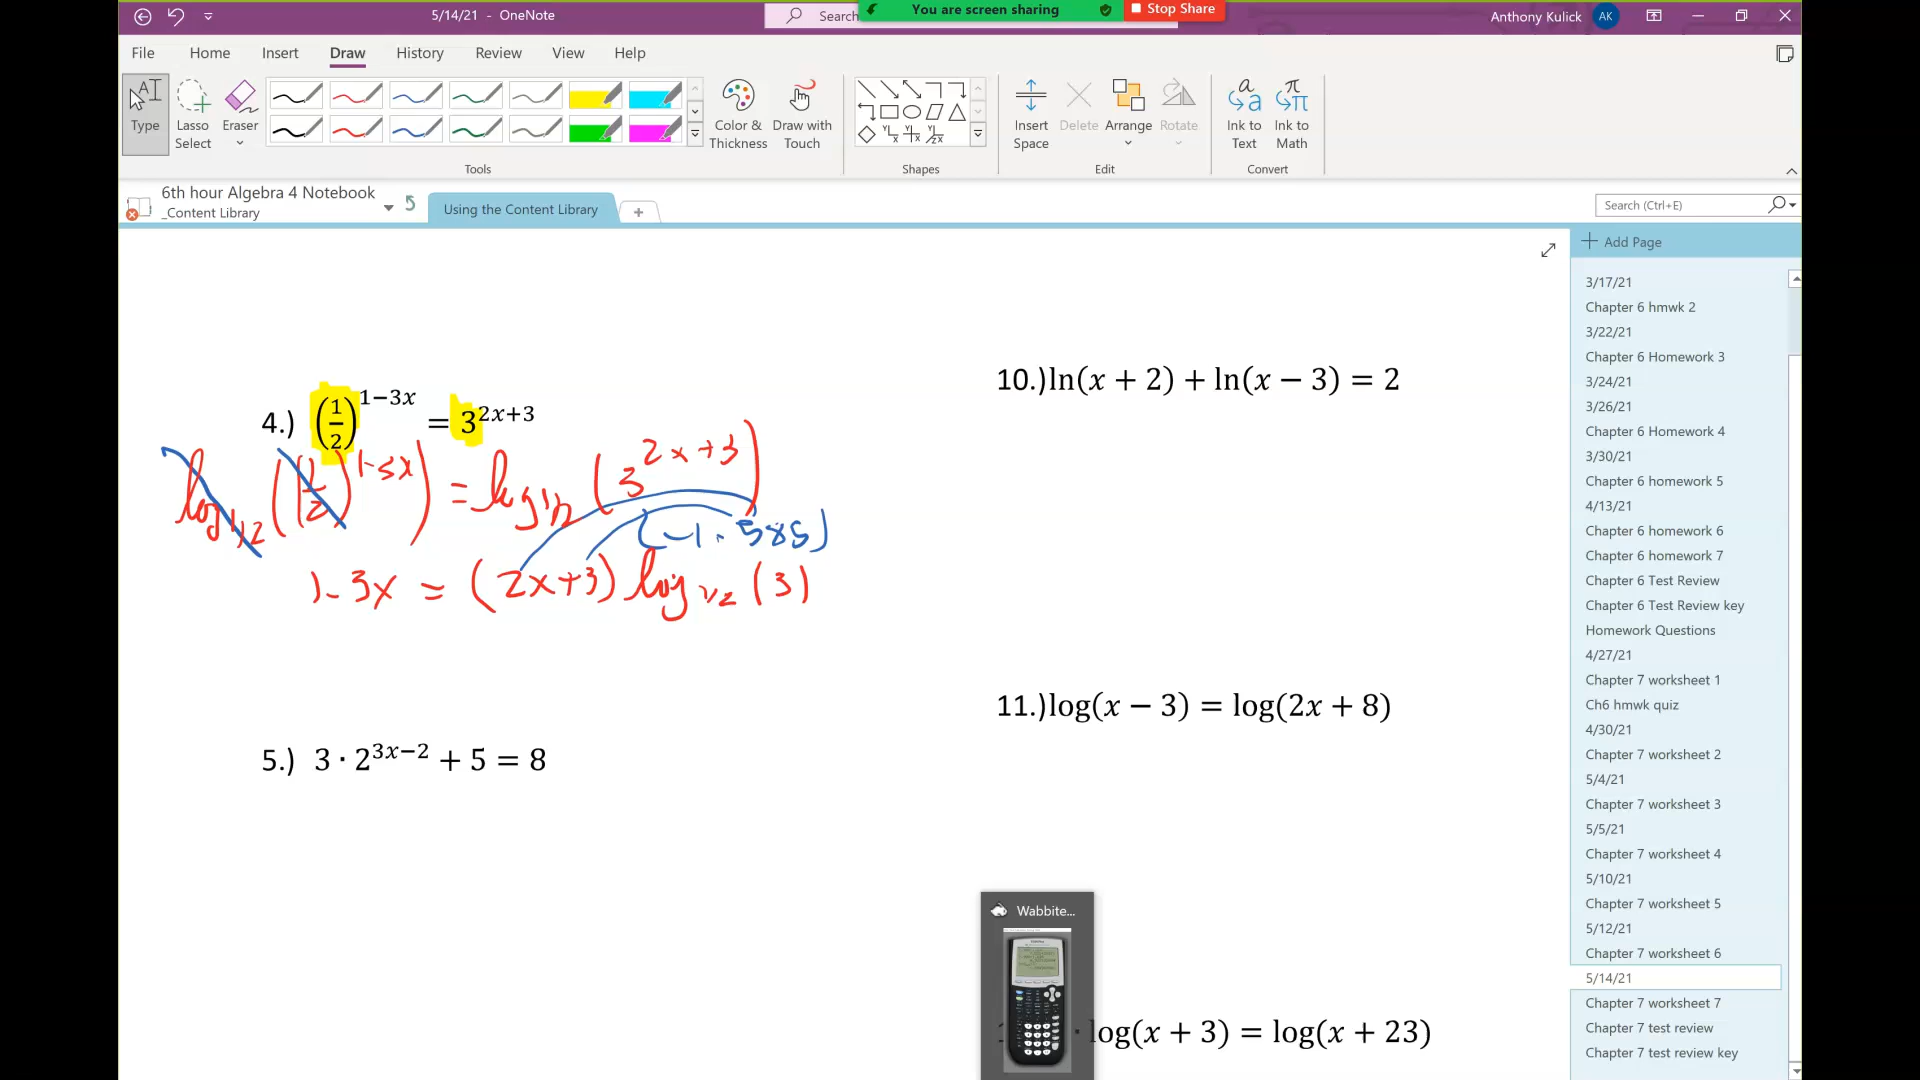 5/14/21 - OneNote
Search
You are screen sharing
Stop Share
Anthony Kulick
AK
File Home Insert Draw History Review View Help
Type
Lasso Select
Eraser
Color & Thickness
Draw with Touch
Insert Space
Delete
Arrange
Rotate
Ink to Text
Ink to Math
Tools
Shapes
Edit
Convert
6th hour Algebra 4 Notebook
_Content Library
Using the Content Library
Search (Ctrl+E)
Add Page
3/17/21
Chapter 6 hmwk 2
3/22/21
Chapter 6 Homework 3
3/24/21
3/26/21
Chapter 6 Homework 4
3/30/21
Chapter 6 homework 5
4/13/21
Chapter 6 homework 6
Chapter 6 homework 7
Chapter 6 Test Review
Chapter 6 Test Review key
Homework Questions
4/27/21
Chapter 7 worksheet 1
Ch6 hmwk quiz
4/30/21
Chapter 7 worksheet 2
5/4/21
Chapter 7 worksheet 3
5/5/21
Chapter 7 worksheet 4
5/10/21
Chapter 7 worksheet 5
5/12/21
Chapter 7 worksheet 6
5/14/21
Chapter 7 worksheet 7
Chapter 7 test review
Chapter 7 test review key
4.) (1/2)^(1−3x) = 3^(2x+3)
log_1/2 ((1/2)^(1-3x)) = log_1/2 (3^(2x+3))
(-1.585)
1-3x = (2x+3) log_1/2 (3)
5.) 3 · 2^(3x−2) + 5 = 8
10.)ln(x + 2) + ln(x − 3) = 2
11.)log(x − 3) = log(2x + 8)
Wabbite...
· log(x + 3) = log(x + 23)